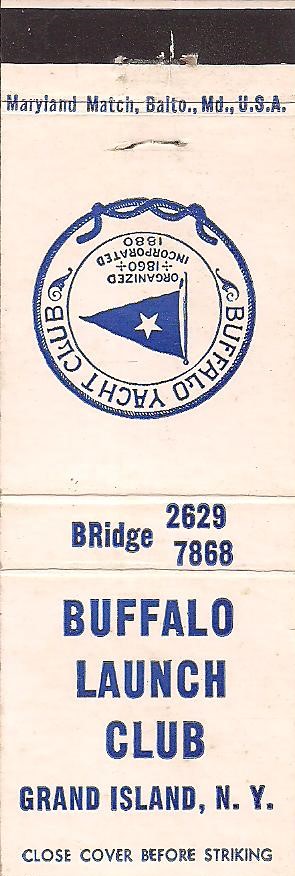 Maryland Match, Balto., Md., U.S.A.
BUFFALO YACHT CLUB
ORGANIZED
÷1860÷
INCORPORATED
1880
BRidge 2629
7868
BUFFALO
LAUNCH
CLUB
GRAND ISLAND, N. Y.
CLOSE COVER BEFORE STRIKING